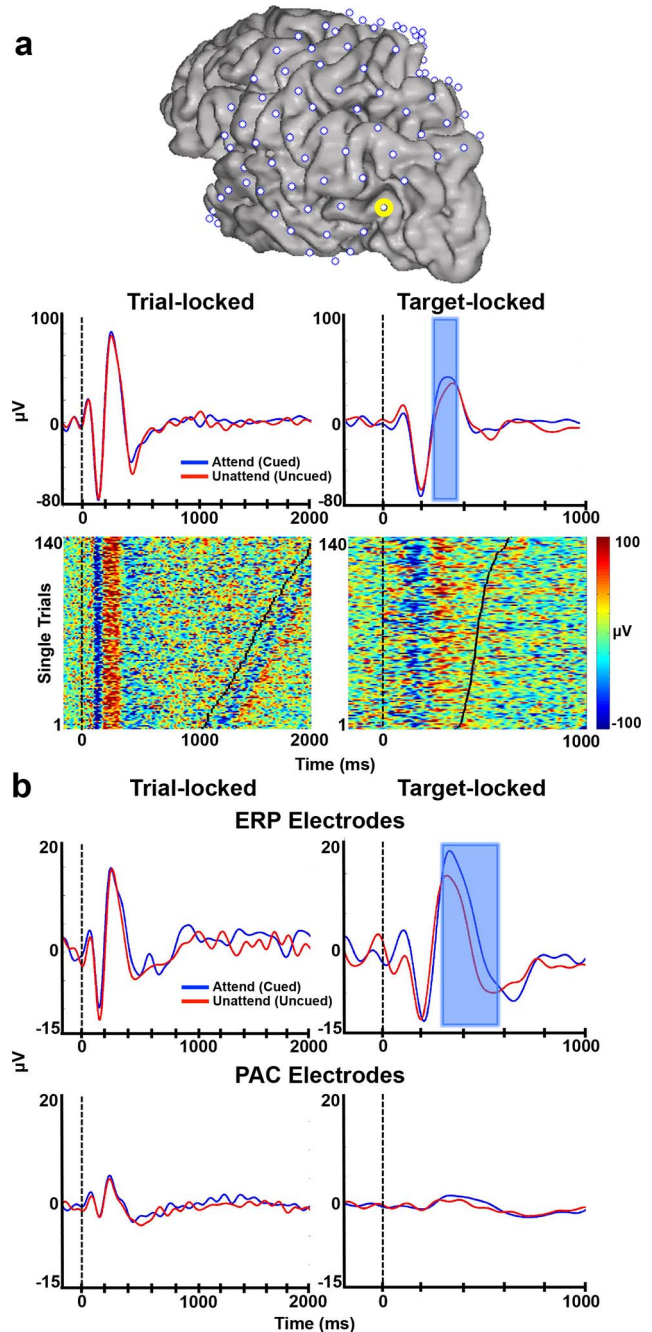 a
Trial-locked
Target-locked
100
µV
0
-80
Attend (Cued)
Unattend (Uncued)
0
1000
2000
0
1000
140
Single Trials
1
140
1
100
µV
-100
0
1000
2000
0
1000
Time (ms)
b
Trial-locked
Target-locked
ERP Electrodes
20
0
-15
Attend (Cued)
Unattend (Uncued)
20
0
-15
0
1000
2000
0
1000
µV
PAC Electrodes
20
0
-15
20
0
-15
0
1000
2000
0
1000
Time (ms)